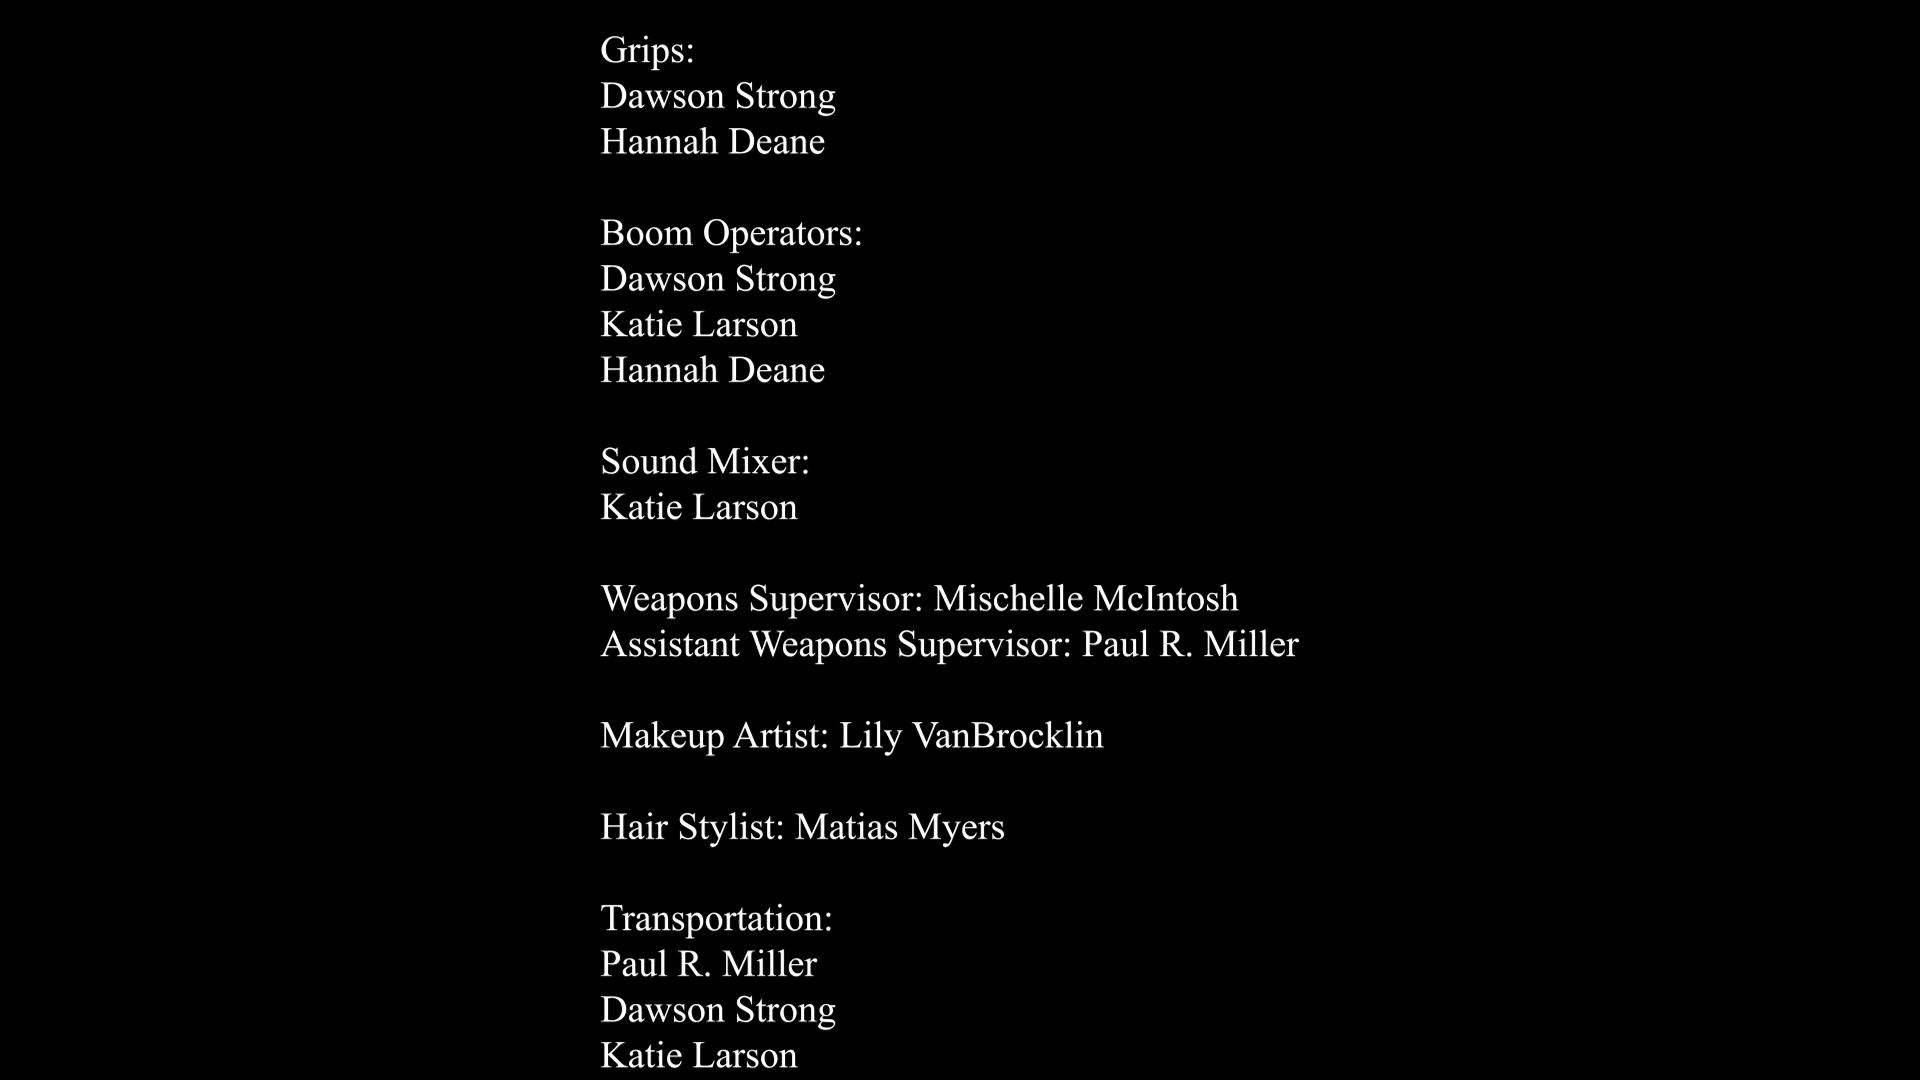 Grips:
Dawson Strong
Hannah Deane
Boom Operators:
Dawson Strong
Katie Larson
Hannah Deane
Sound Mixer:
Katie Larson
Weapons Supervisor: Mischelle McIntosh
Assistant Weapons Supervisor: Paul R. Miller
Makeup Artist: Lily VanBrocklin
Hair Stylist: Matias Myers
Transportation:
Paul R. Miller
Dawson Strong
Katie Larson